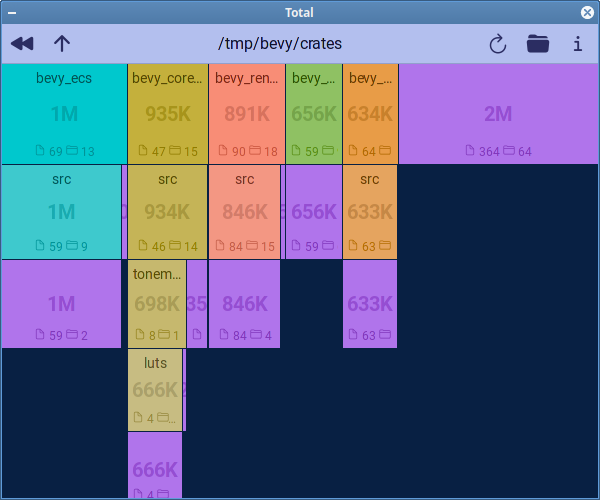 Total
/tmp/bevy/crates
i
bevy_ecs bevy_core... bevy_ren... bevy_... bevy_...
1M 935K 891K 656K 634K 2M
69 13 47 15 90 18 59 64 364 64
src src src src
1M 934K 846K 656K 633K
59 9 46 14 84 15 59 63
tonem...
1M 698K 35 846K 633K
59 2 8 1 84 4 63
luts
666K
4 ...
666K
4